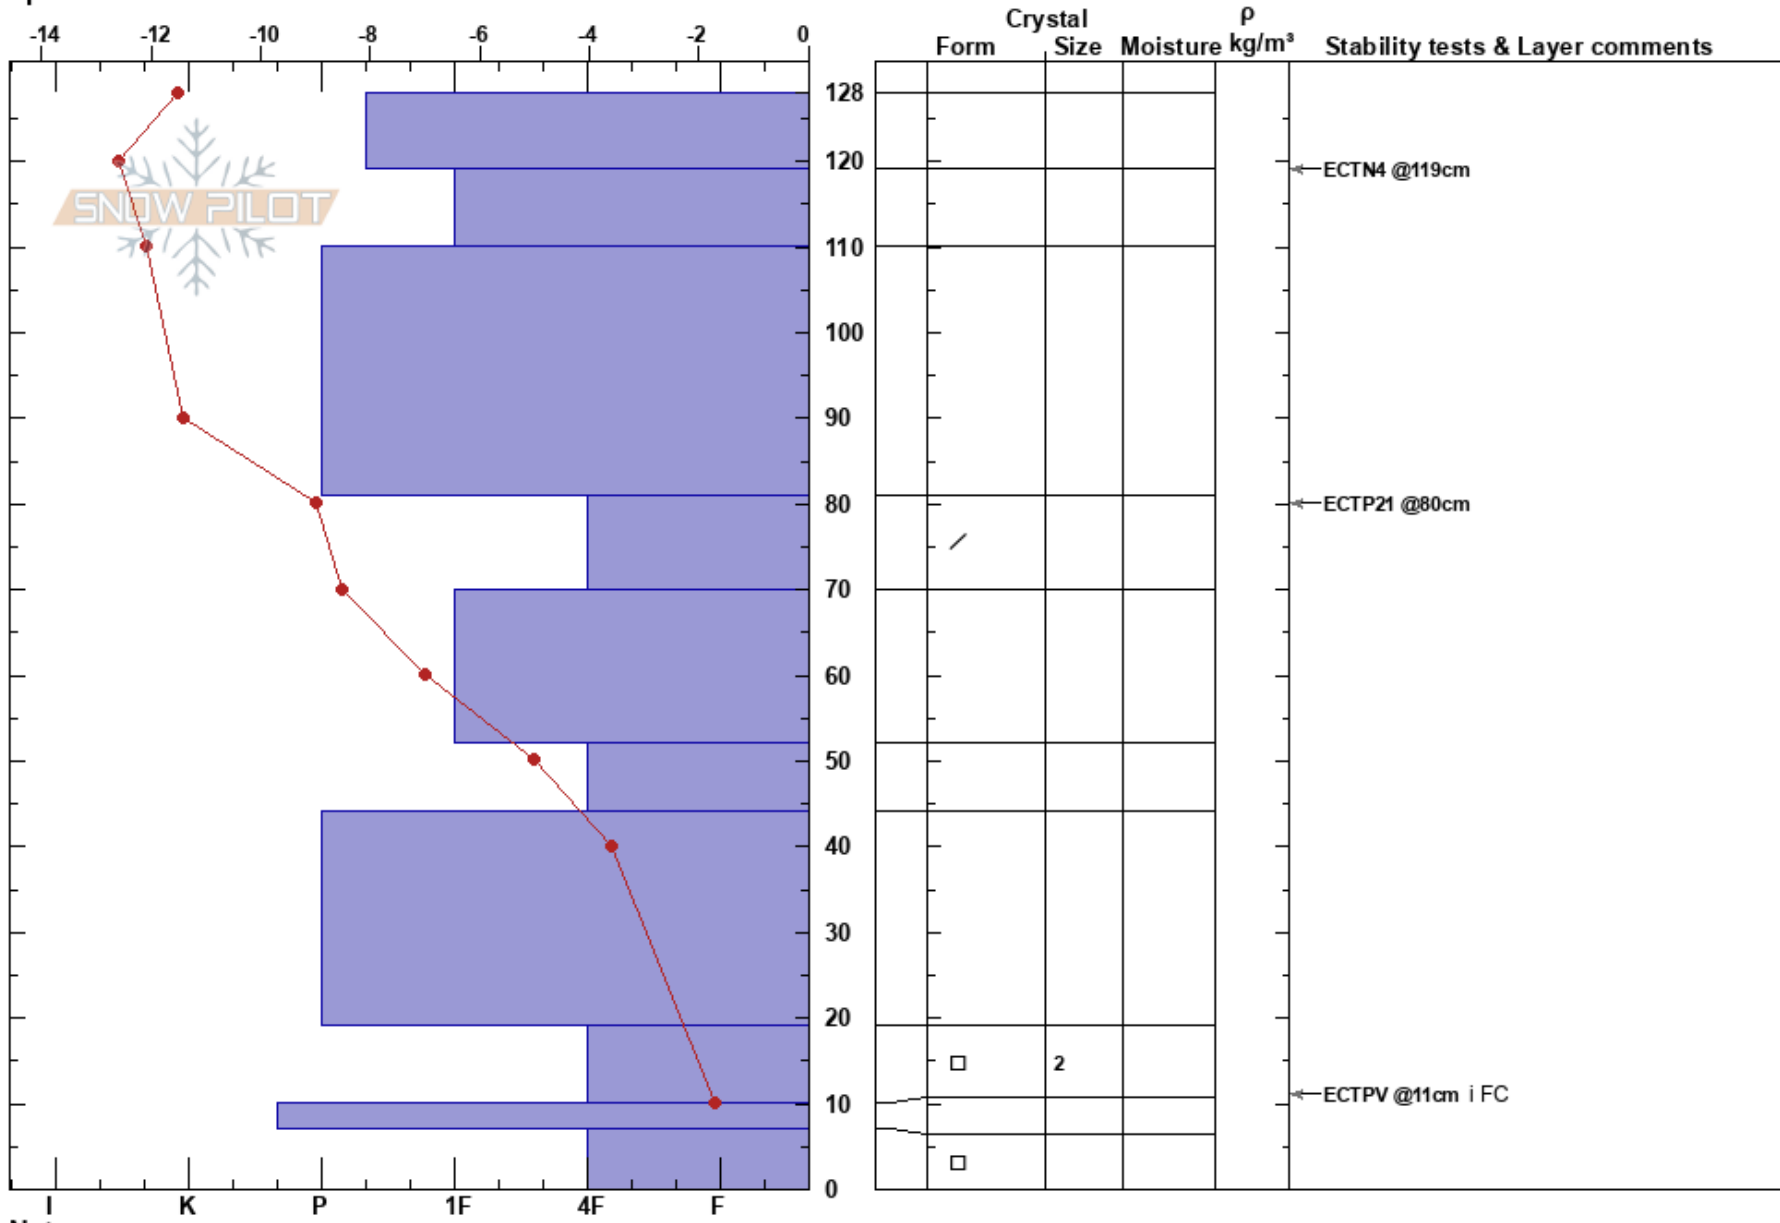 Crystal ρ
-14 -12 -10 -8 -6 -4 -2 0 Form Size Moisture kg/m³ Stability tests & Layer comments
128
120
ECTN4 @119cm
SNOW PILOT
110
100
90
80 ECTP21 @80cm
70
60
50
40
30
20
2
10 ECTPV @11cm i FC
0
I K P 1F 4F F